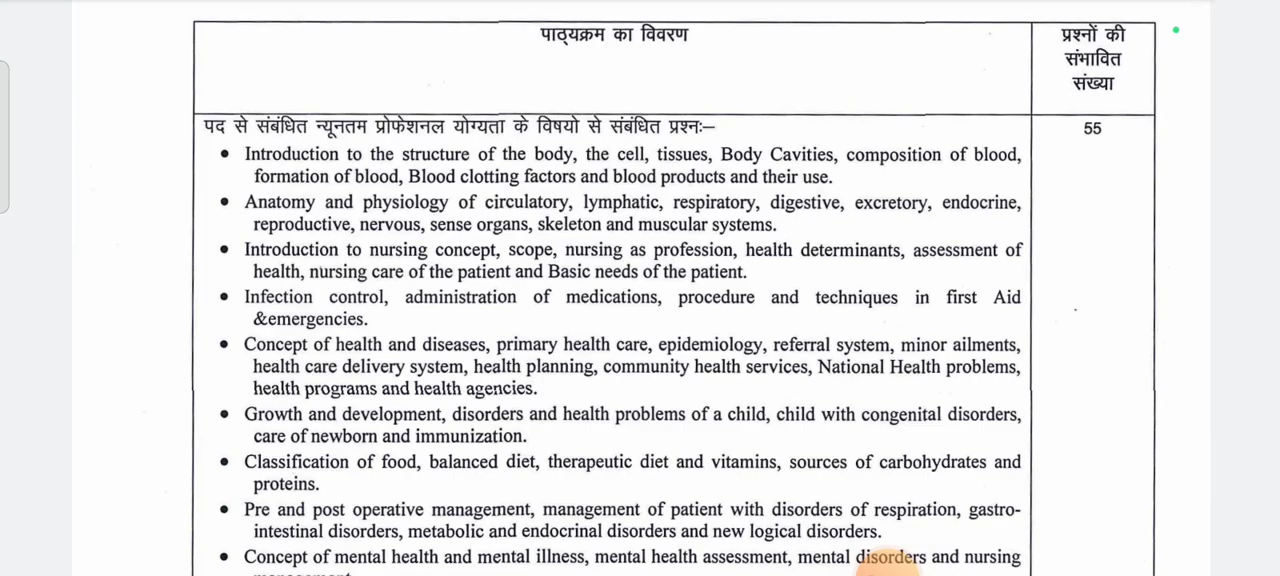 पाठ्यक्रम का विवरण
प्रश्नों की
संभावित
संख्या
पद से संबंधित न्यूनतम प्रोफेशनल योग्यता के विषयो से संबंधित प्रश्नः–
55
• Introduction to the structure of the body, the cell, tissues, Body Cavities, composition of blood,
formation of blood, Blood clotting factors and blood products and their use.
• Anatomy and physiology of circulatory, lymphatic, respiratory, digestive, excretory, endocrine,
reproductive, nervous, sense organs, skeleton and muscular systems.
• Introduction to nursing concept, scope, nursing as profession, health determinants, assessment of
health, nursing care of the patient and Basic needs of the patient.
• Infection control, administration of medications, procedure and techniques in first Aid
&emergencies.
• Concept of health and diseases, primary health care, epidemiology, referral system, minor ailments,
health care delivery system, health planning, community health services, National Health problems,
health programs and health agencies.
• Growth and development, disorders and health problems of a child, child with congenital disorders,
care of newborn and immunization.
• Classification of food, balanced diet, therapeutic diet and vitamins, sources of carbohydrates and
proteins.
• Pre and post operative management, management of patient with disorders of respiration, gastro-
intestinal disorders, metabolic and endocrinal disorders and new logical disorders.
• Concept of mental health and mental illness, mental health assessment, mental disorders and nursing